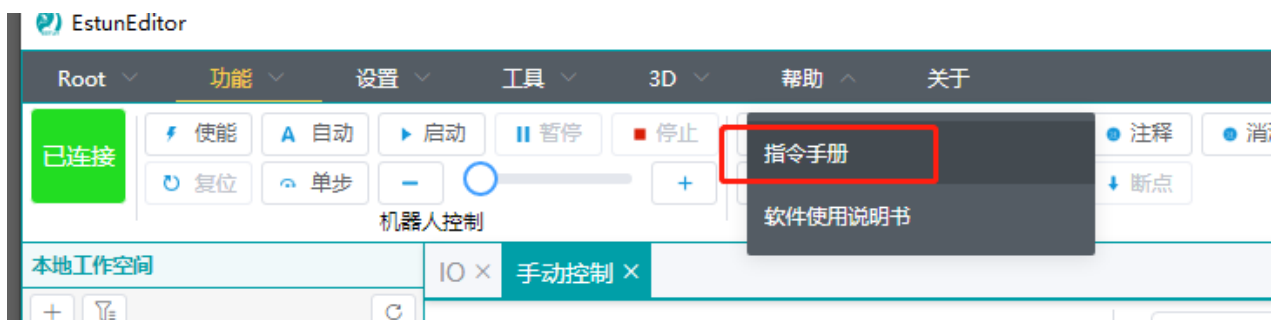 EstunEditor
Root 功能 设置 工具 3D 帮助 关于
已连接 使能 A 自动 启动 暂停 停止 指令手册 注释
复位 单步 断点
机器人控制 软件使用说明书
本地工作空间 IO 手动控制